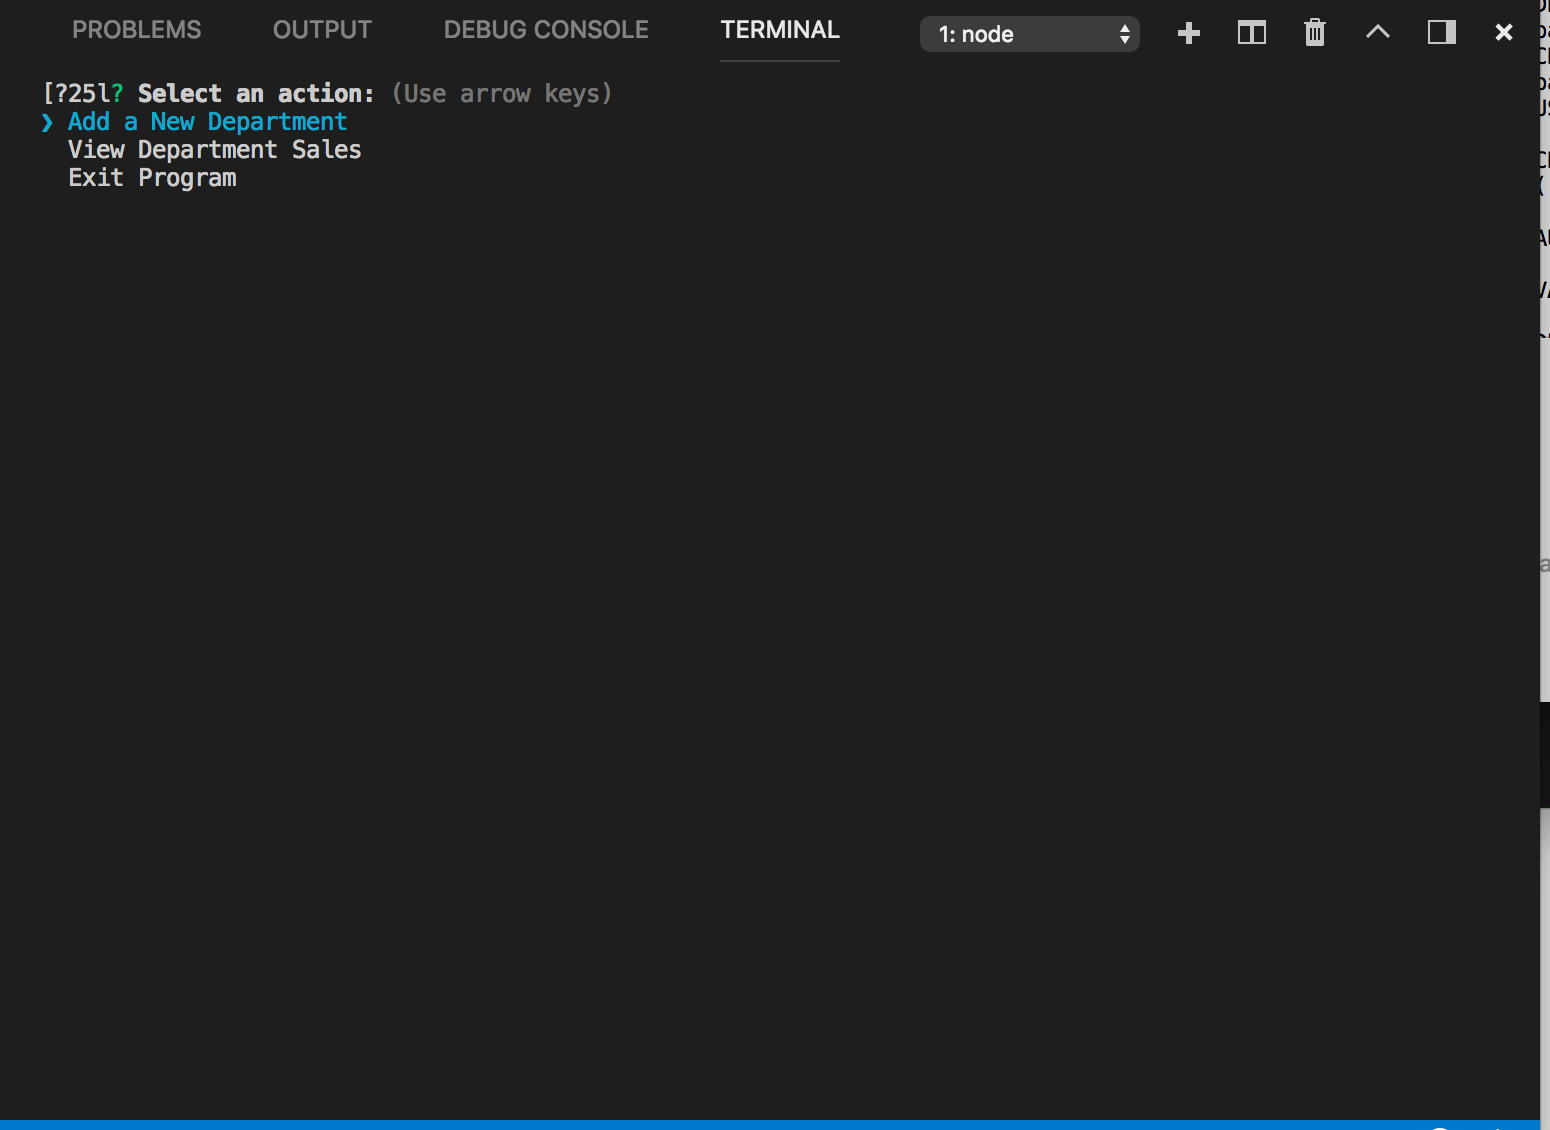 PROBLEMS OUTPUT DEBUG CONSOLE TERMINAL 1: node
[?25l? Select an action: (Use arrow keys)
❯ Add a New Department
View Department Sales
Exit Program